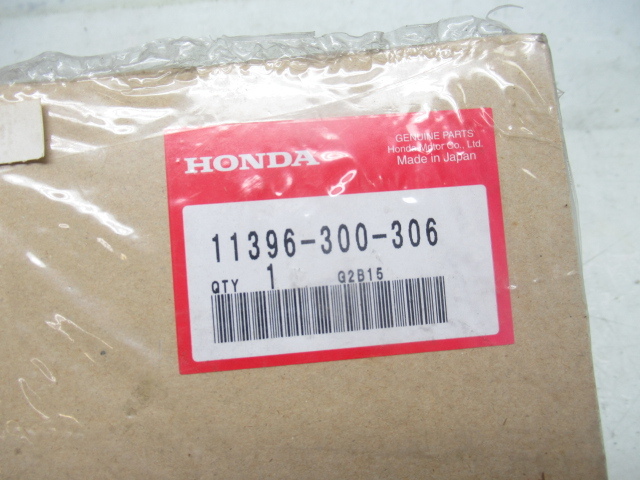 HONDA
GENUINE PARTS
Honda Motor Co., Ltd.
Made in Japan
11396-300-306
QTY 1 G2B15